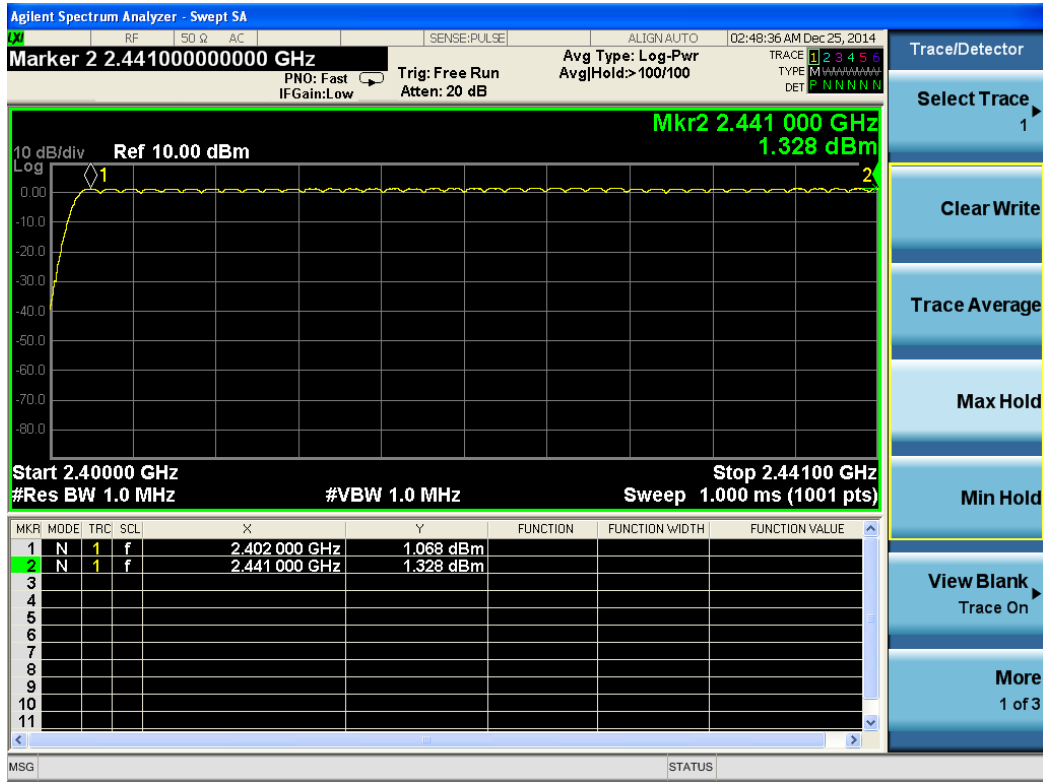 Agilent Spectrum Analyzer - Swept SA
LXI RF 50 Ω AC SENSE:PULSE ALIGN AUTO 02:48:36 AM Dec 25, 2014
Marker 2 2.441000000000 GHz
PNO: Fast
IFGain:Low
Trig: Free Run
Atten: 20 dB
Avg Type: Log-Pwr
Avg|Hold:>100/100
TRACE 1 2 3 4 5 6
TYPE M WWWWW
DET P N N N N N
Mkr2 2.441 000 GHz
1.328 dBm
10 dB/div Ref 10.00 dBm
Log
1
2
0.00
-10.0
-20.0
-30.0
-40.0
-50.0
-60.0
-70.0
-80.0
Start 2.40000 GHz Stop 2.44100 GHz
#Res BW 1.0 MHz #VBW 1.0 MHz Sweep 1.000 ms (1001 pts)
MKR MODE TRC SCL X Y FUNCTION FUNCTION WIDTH FUNCTION VALUE
1 N 1 f 2.402 000 GHz 1.068 dBm
2 N 1 f 2.441 000 GHz 1.328 dBm
3
4
5
6
7
8
9
10
11
MSG STATUS
Trace/Detector
Select Trace
1
Clear Write
Trace Average
Max Hold
Min Hold
View Blank
Trace On
More
1 of 3